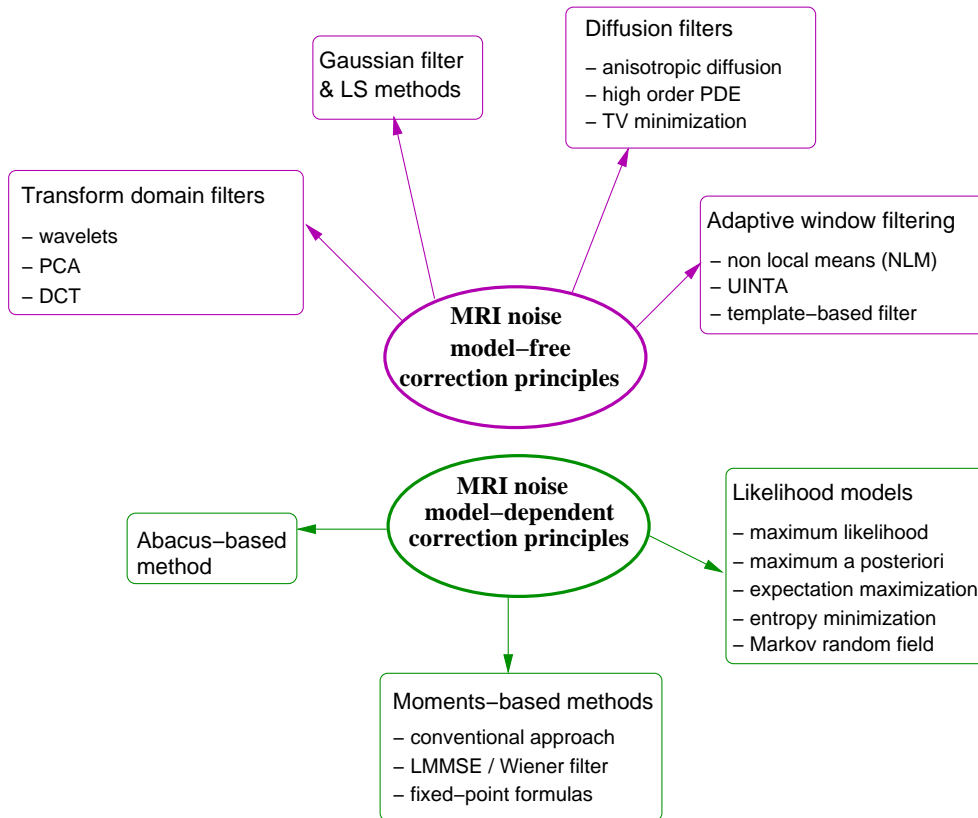 Diffusion filters
– anisotropic diffusion
– high order PDE
– TV minimization
Gaussian filter
& LS methods
Transform domain filters
– wavelets
– PCA
– DCT
Adaptive window filtering
– non local means (NLM)
– UINTA
– template–based filter
MRI noise
model–free
correction principles
MRI noise
model–dependent
correction principles
Abacus–based
method
Likelihood models
– maximum likelihood
– maximum a posteriori
– expectation maximization
– entropy minimization
– Markov random field
Moments–based methods
– conventional approach
– LMMSE / Wiener filter
– fixed–point formulas